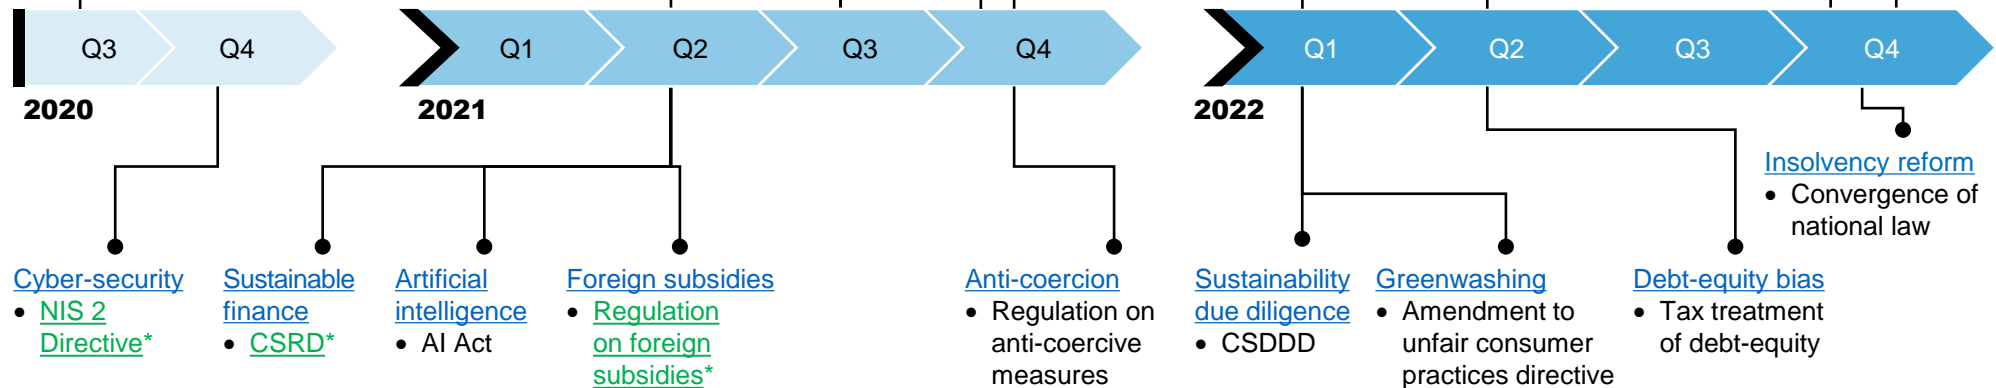 Q3 Q4 Q1 Q2 Q3 Q4 Q1 Q2 Q3 Q4
2020 2021 2022
Cyber-security
• NIS 2
Directive*
Sustainable
finance
• CSRD*
Artificial
intelligence
• AI Act
Foreign subsidies
• Regulation
on foreign
subsidies*
Anti-coercion
• Regulation on
anti-coercive
measures
Sustainability
due diligence
• CSDDD
Greenwashing
• Amendment to
unfair consumer
practices directive
Debt-equity bias
• Tax treatment
of debt-equity
Insolvency reform
• Convergence of
national law